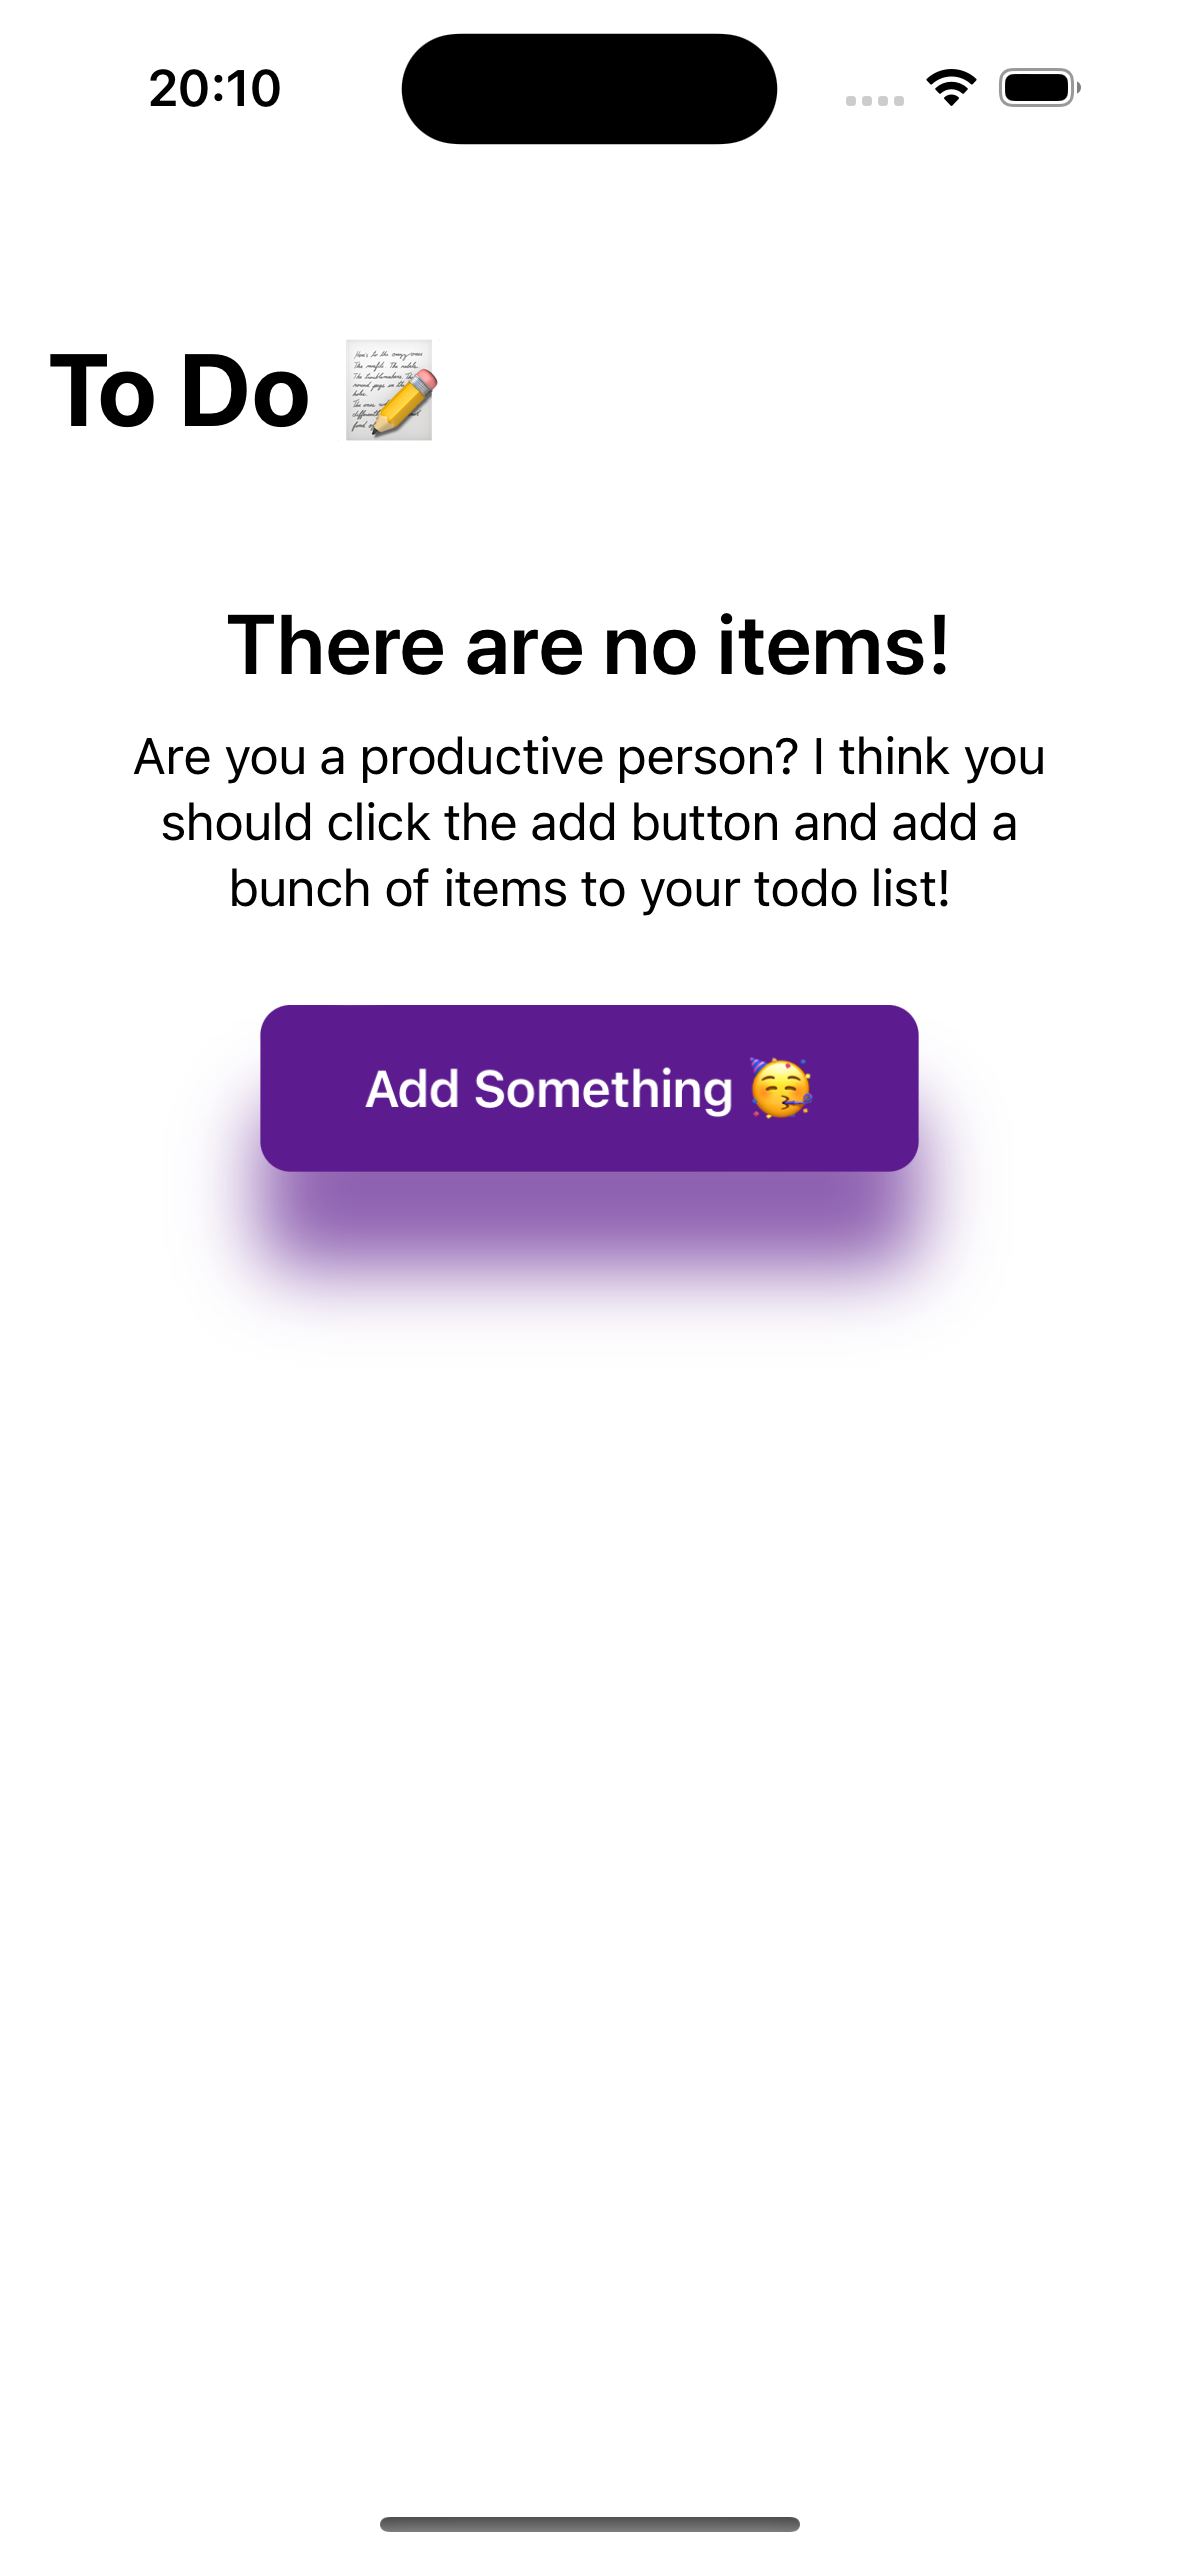 20:10
To Do 📝
There are no items!
Are you a productive person? I think you
should click the add button and add a
bunch of items to your todo list!
Add Something 🥳